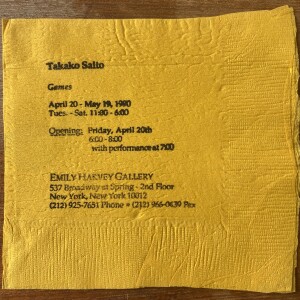 Takako Saito
Games
April 20 - May 19, 1990
Tues. - Sat. 11:00 - 6:00
Opening: Friday, April 20th
6:00 - 8:00
with performance at 7:00
EMILY HARVEY GALLERY
537 Broadway at Spring - 2nd Floor
New York, New York 10012
(212) 925-7651 Phone • (212) 966-0439 Fax